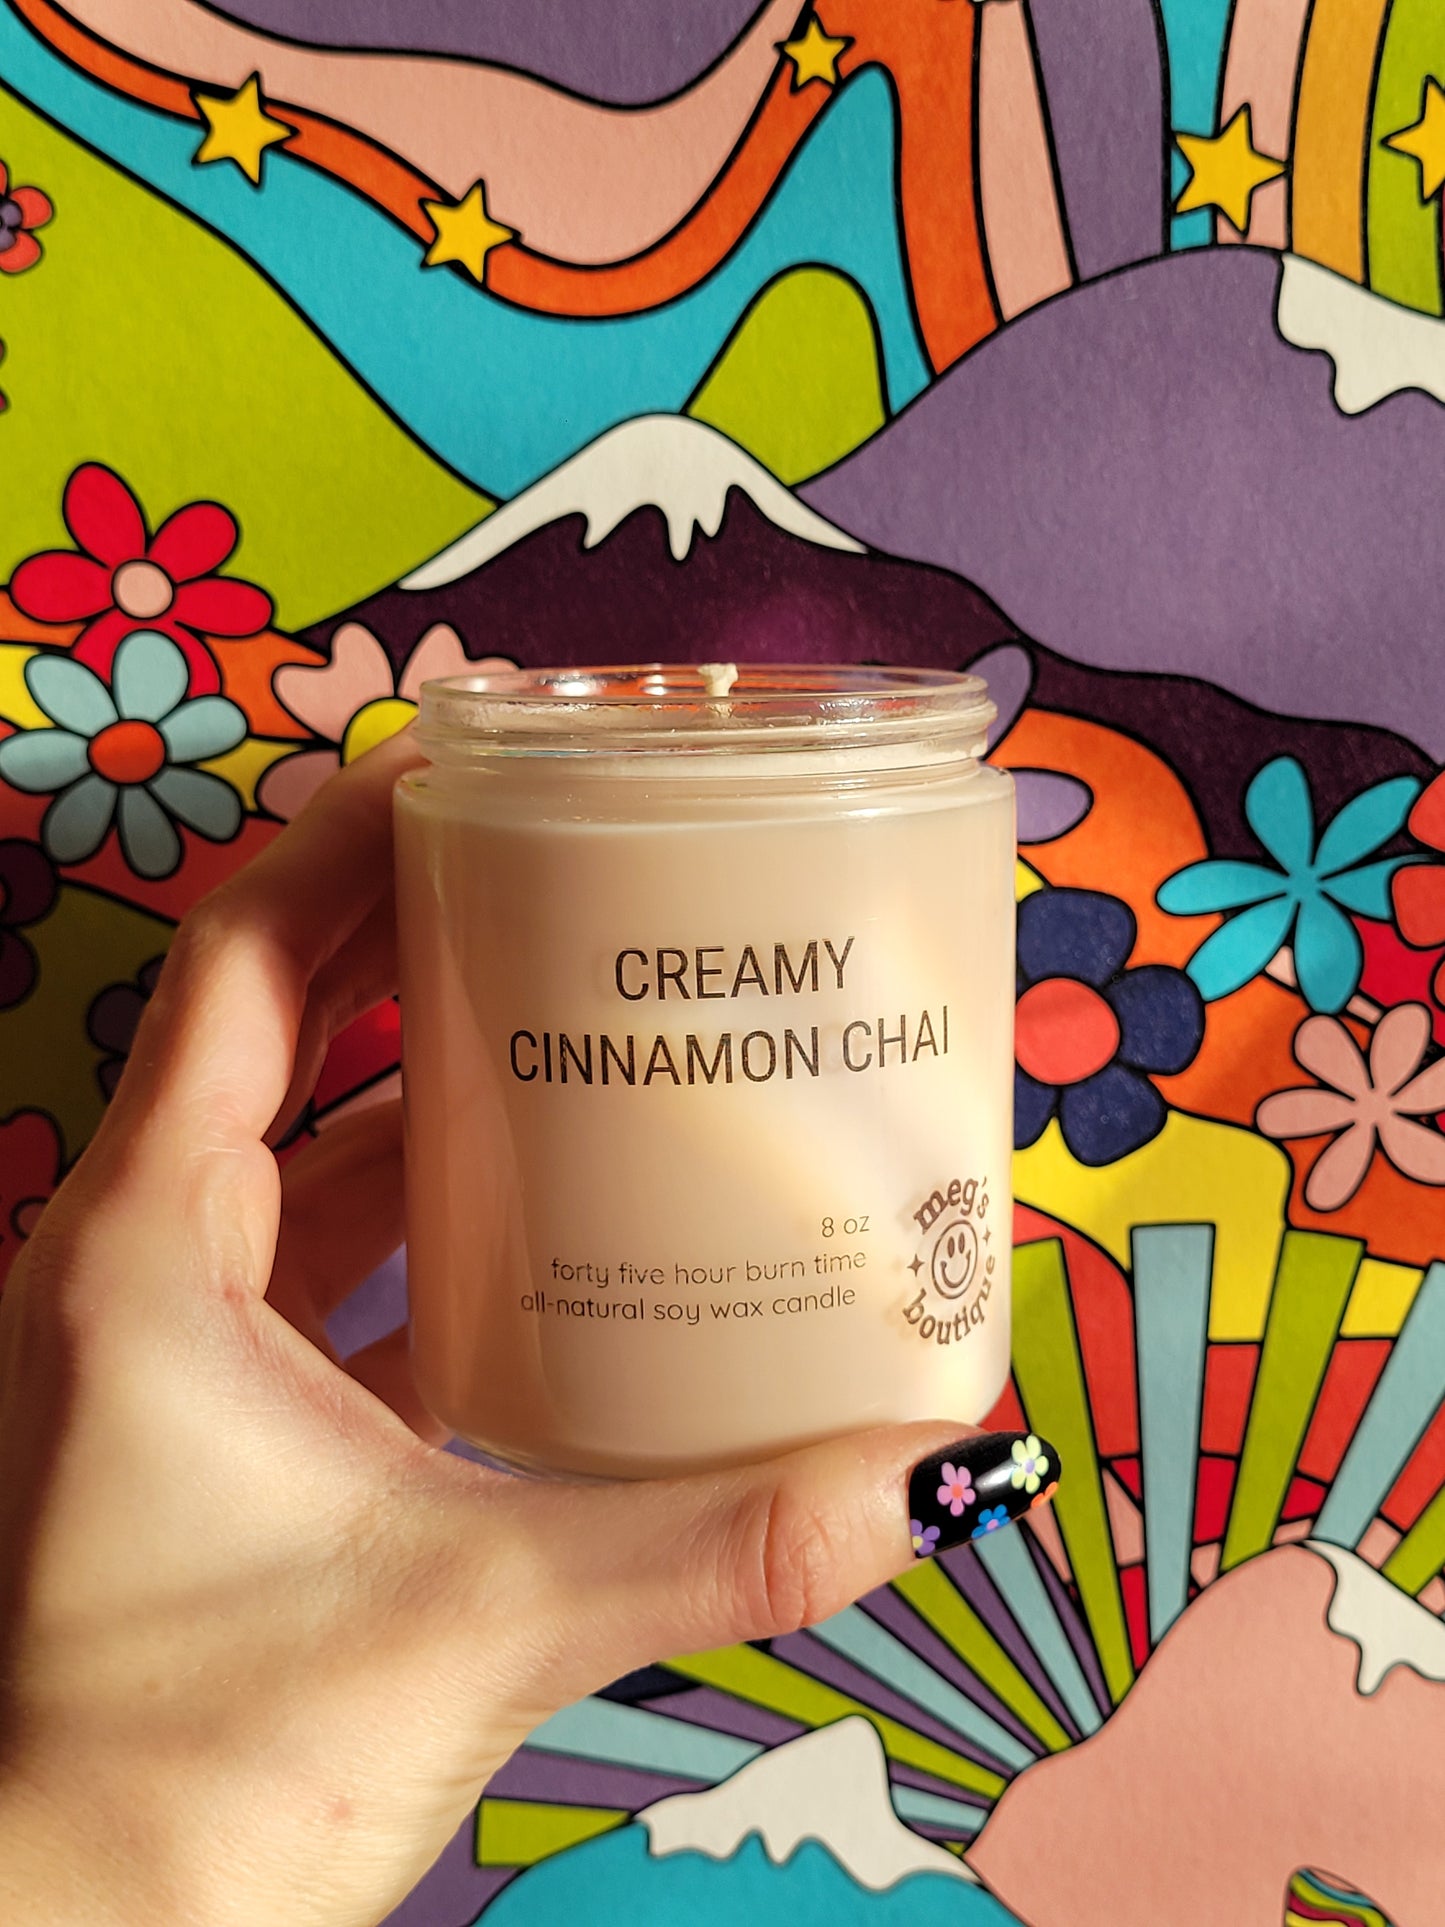 CREAMY
CINNAMON CHAI
8 oz
forty five hour burn time
all-natural soy wax candle
meg's
boutique